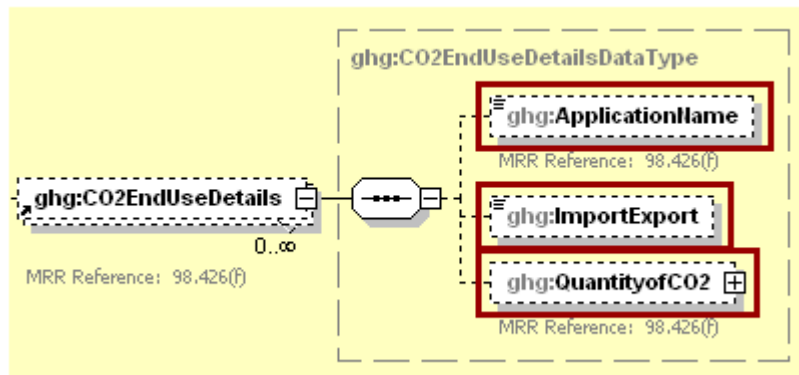 ghg:CO2EndUseDetailsDataType
ghg:ApplicationName
MRR Reference: 98.426(f)
ghg:CO2EndUseDetails
0..∞
MRR Reference: 98.426(f)
ghg:ImportExport
ghg:QuantityofCO2
MRR Reference: 98.426(f)